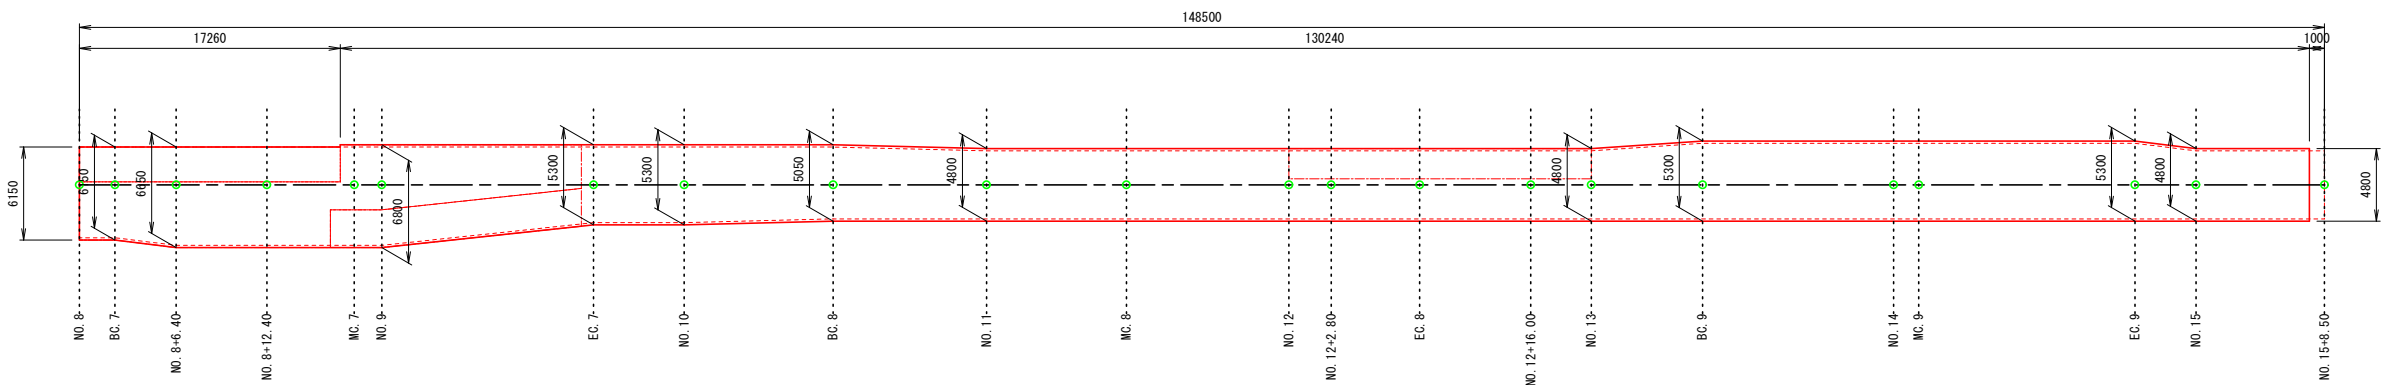 148500
17260
130240
1000
6150
6150
6650
6800
5300
5300
5050
4800
4800
5300
5300
4800
4800
NO.8
BC.7
NO.8+6.40
NO.8+12.40
MC.7
NO.9
EC.7
NO.10
BC.8
NO.11
MC.8
NO.12
NO.12+2.80
EC.8
NO.12+16.00
NO.13
BC.9
NO.14
MC.9
EC.9
NO.15
NO.15+8.50